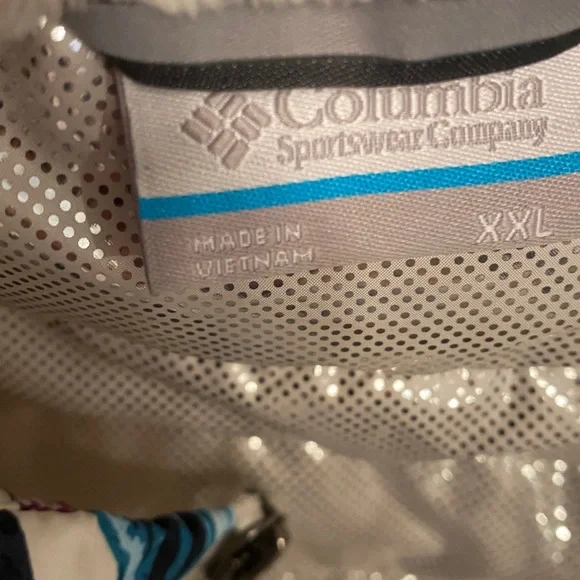 Columbia
Sportswear Company
MADE IN
VIETNAM
XXL